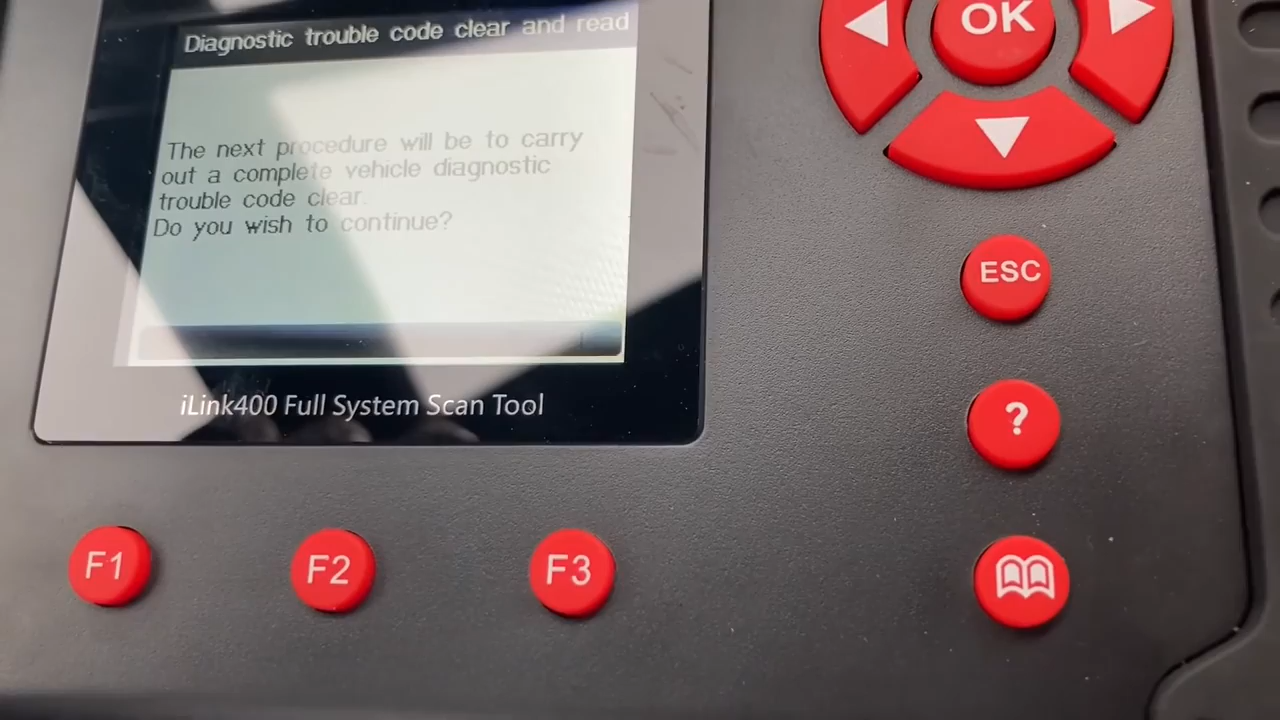 Diagnostic trouble code clear and read
OK
The next procedure will be to carry
out a complete vehicle diagnostic
trouble code clear.
Do you wish to continue?
ESC
iLink400 Full System Scan Tool
?
F1
F2
F3